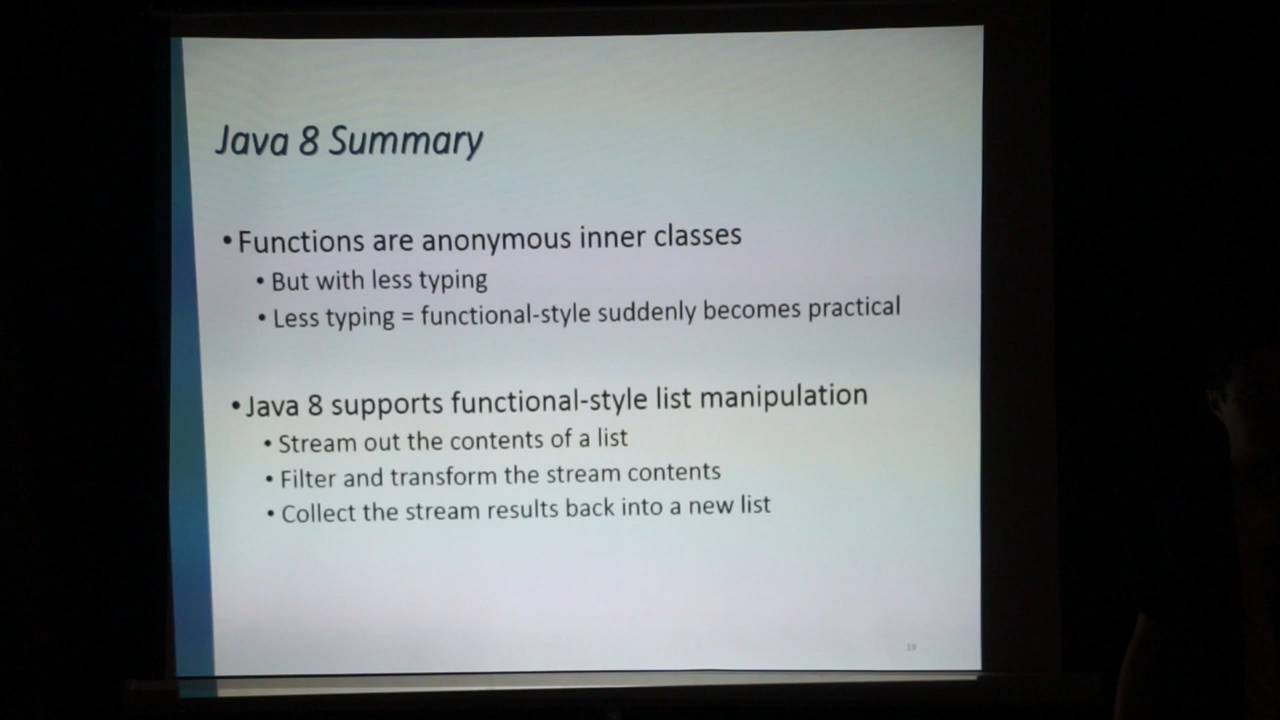 Java 8 Summary
•Functions are anonymous inner classes
• But with less typing
• Less typing = functional-style suddenly becomes practical
•Java 8 supports functional-style list manipulation
• Stream out the contents of a list
• Filter and transform the stream contents
• Collect the stream results back into a new list
19